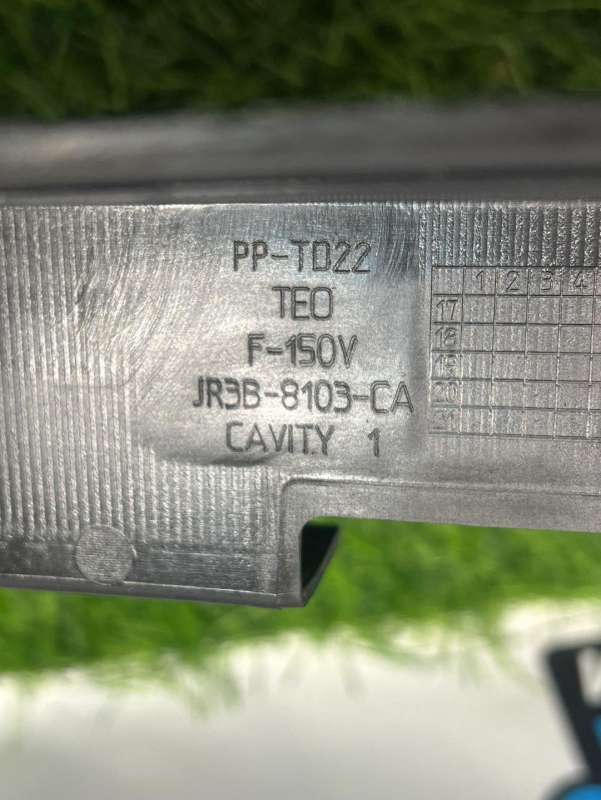 PP-TD22
TEO
F-150V
JR3B-8103-CA
CAVITY 1
1 2 3 4
17
18
19
20
21